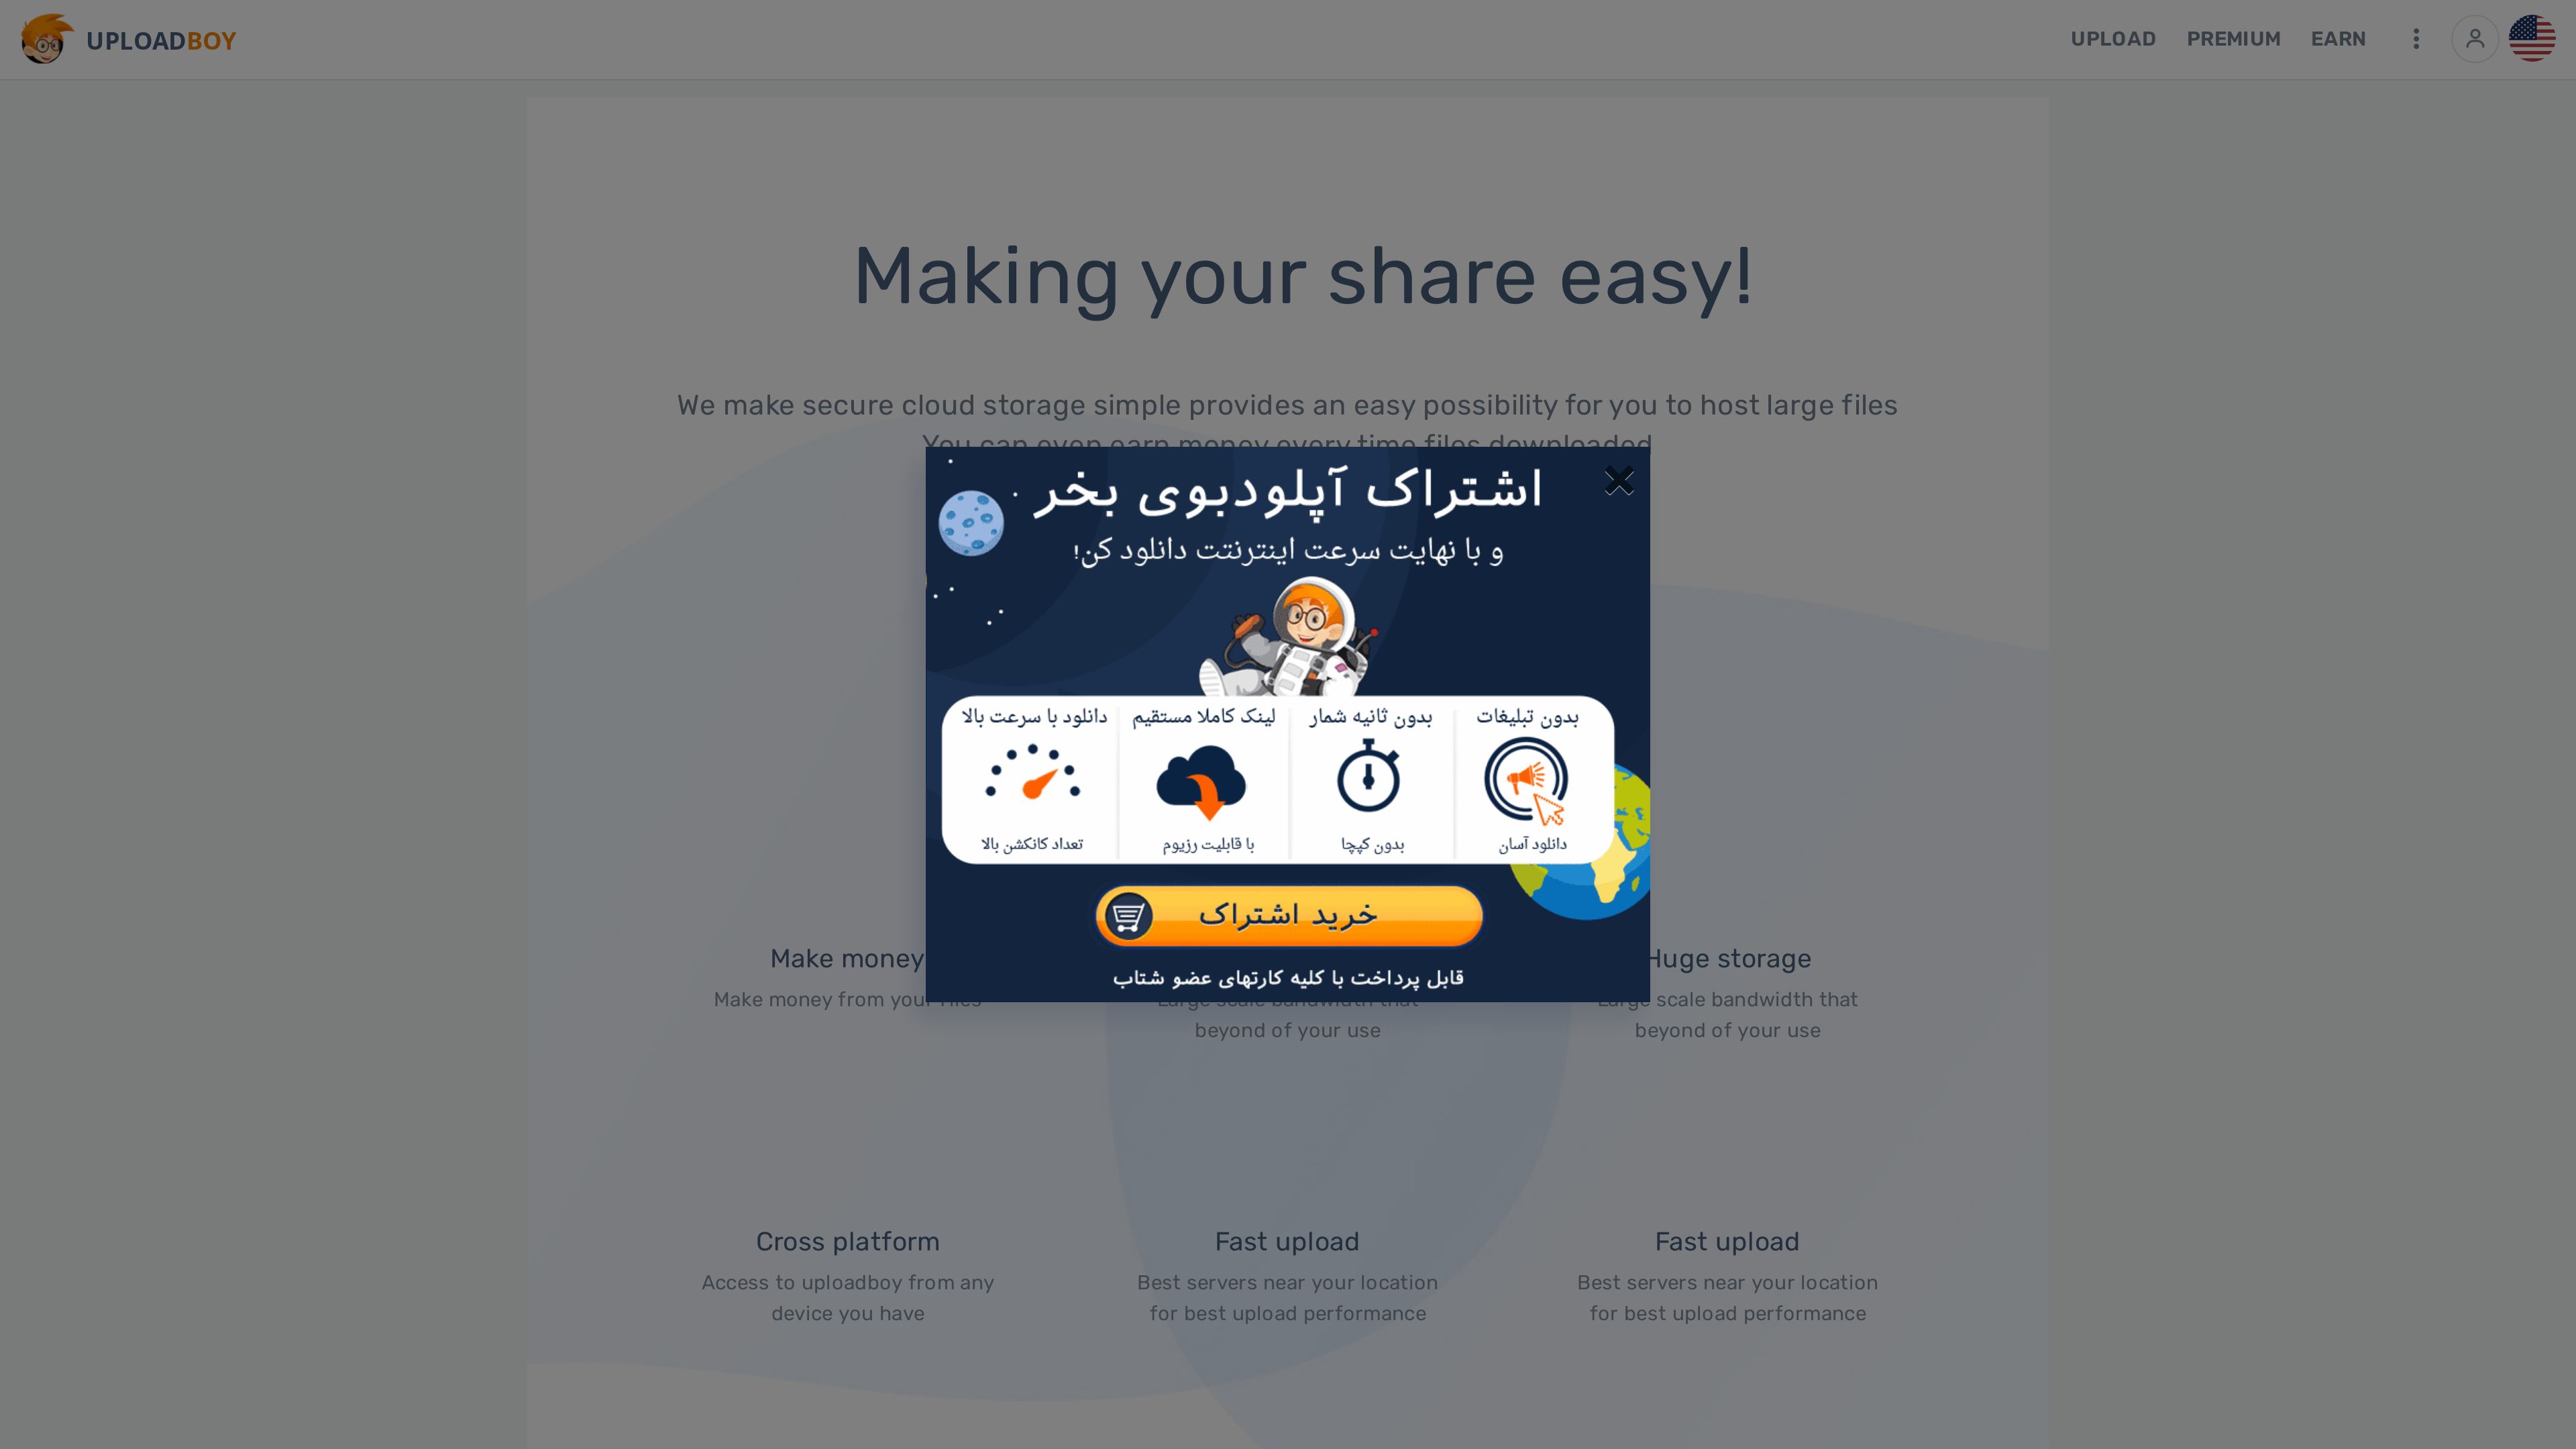 UPLOADBOY
UPLOAD PREMIUM EARN
Making your share easy!
We make secure cloud storage simple provides an easy possibility for you to host large files
You can even earn money every time files downloaded
اشتراک آپلودبوی بخر
و با نهایت سرعت اینترنتت دانلود کن!
بدون تبلیغات
دانلود آسان
بدون ثانیه شمار
بدون کپچا
لینک کاملا مستقیم
با قابلیت رزیوم
دانلود با سرعت بالا
تعداد کانکشن بالا
خرید اشتراک
قابل پرداخت با کلیه کارتهای عضو شتاب
Make money
Make money from your files
Large scale bandwidth that
beyond of your use
Huge storage
Large scale bandwidth that
beyond of your use
Cross platform
Access to uploadboy from any
device you have
Fast upload
Best servers near your location
for best upload performance
Fast upload
Best servers near your location
for best upload performance